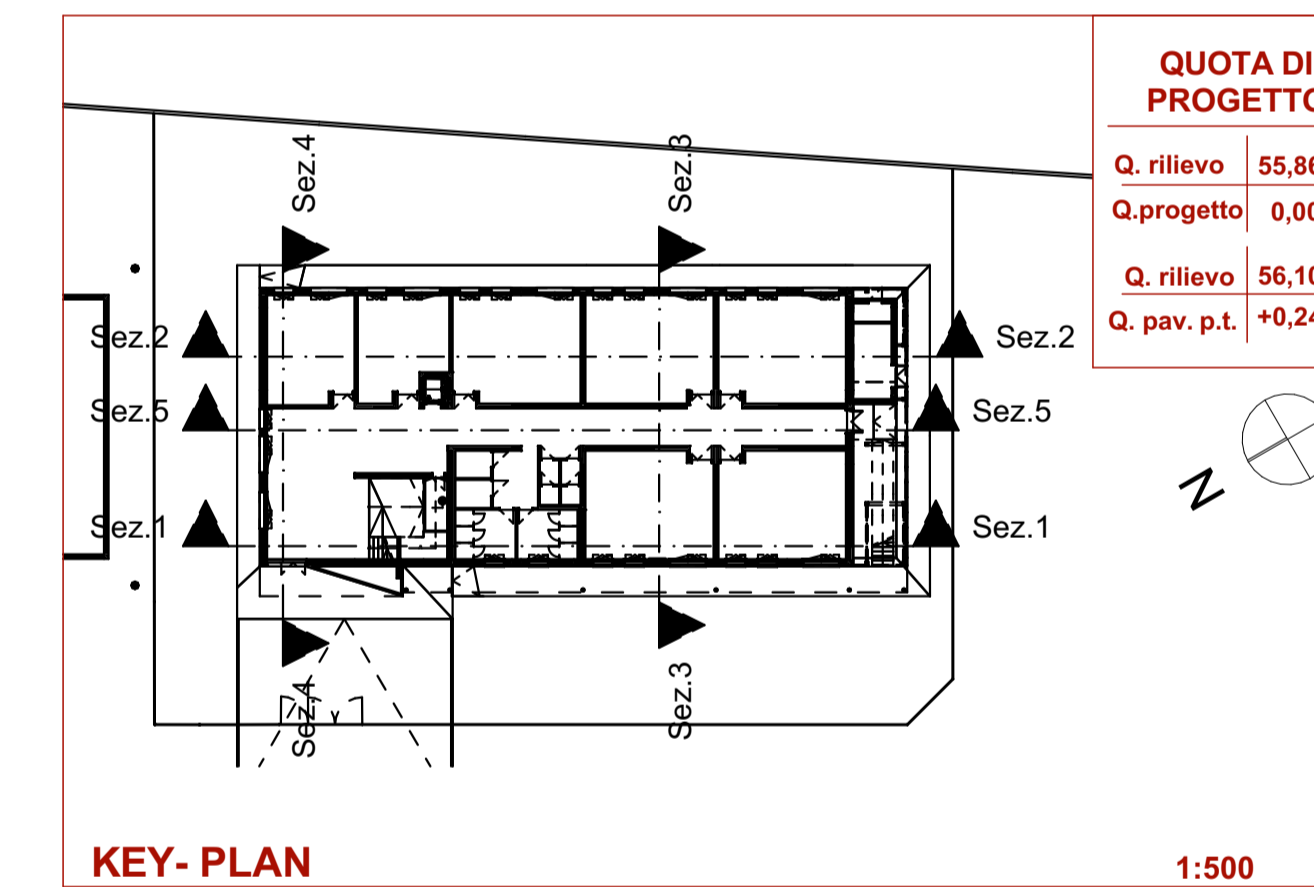 QUOTA DI
PROGETTO
Q. rilievo 55,86
Q.progetto 0,00
Q. rilievo 56,10
Q. pav. p.t. +0,24
Sez.4
Sez.3
Sez.2
Sez.2
Sez.5
Sez.5
Sez.1
Sez.1
N
Sez.4
Sez.3
KEY- PLAN
1:500